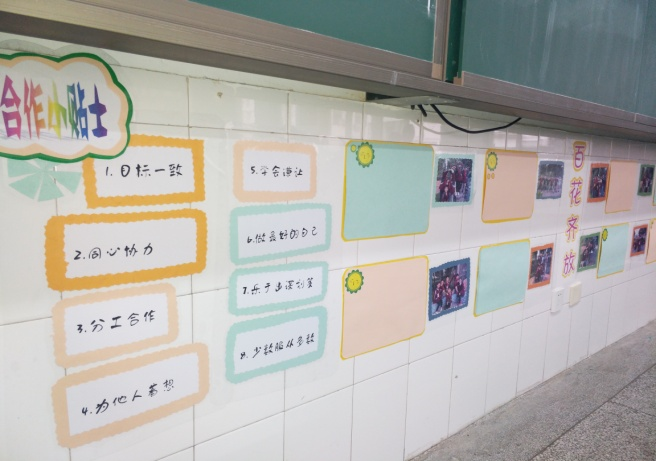 合作小贴士
1.目标一致
2.同心协力
3.分工合作
4.为他人着想
5.学会谦让
6.做最好的自己
7.乐于出谋划策
8.少数服从多数
百花齐放